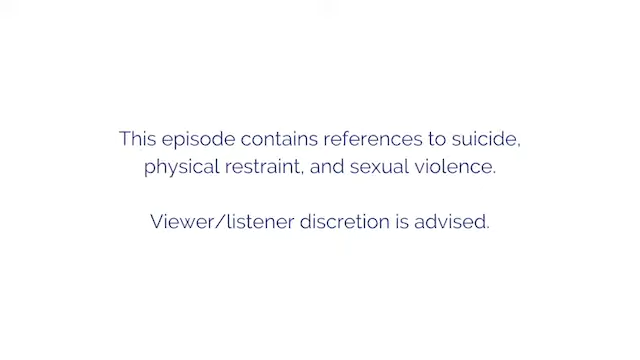 This episode contains references to suicide,
physical restraint, and sexual violence.
Viewer/listener discretion is advised.